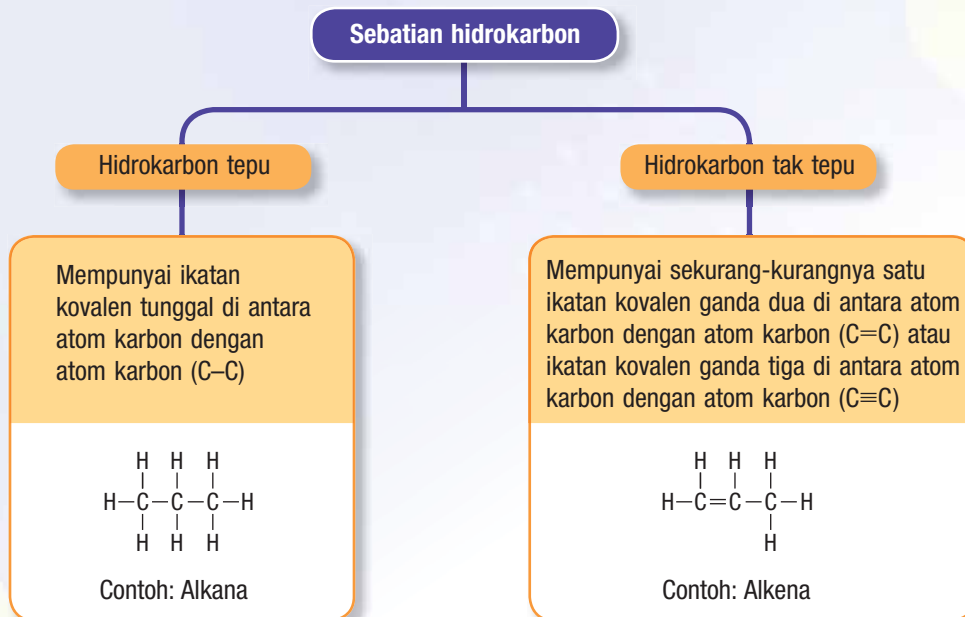 Sebatian hidrokarbon
Hidrokarbon tepu
Mempunyai ikatan
kovalen tunggal di antara
atom karbon dengan
atom karbon (C–C)
H H H
H–C–C–C–H
H H H
Contoh: Alkana
Hidrokarbon tak tepu
Mempunyai sekurang-kurangnya satu
ikatan kovalen ganda dua di antara atom
karbon dengan atom karbon (C=C) atau
ikatan kovalen ganda tiga di antara atom
karbon dengan atom karbon (C≡C)
H H H
H–C=C–C–H
H
Contoh: Alkena